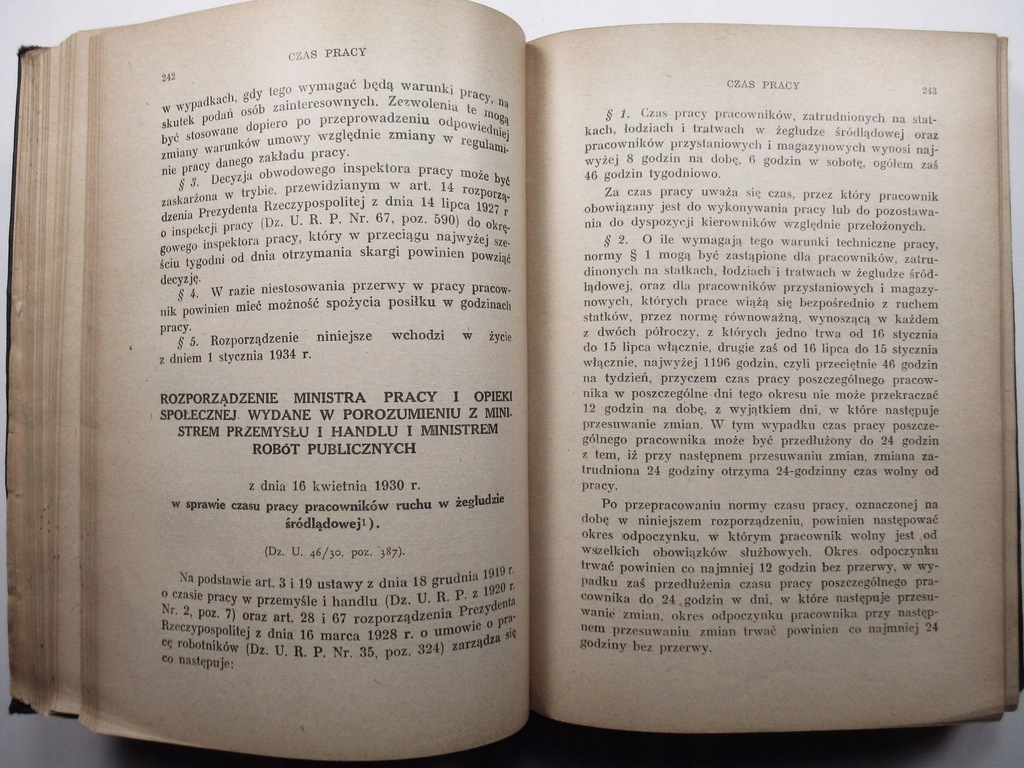 242
CZAS PRACY
w wypadkach, gdy tego wymagać będą warunki pracy, na
skutek podań osób zainteresownych. Zezwolenia te mogą
być stosowane dopiero po przeprowadzeniu odpowiedniej
zmiany warunków umowy względnie zmiany w regulami-
nie pracy danego zakładu pracy.
§ 3. Decyzja obwodowego inspektora pracy może być
zaskarżona w trybie, przewidzianym w art. 14 rozporzą-
dzenia Prezydenta Rzeczypospolitej z dnia 14 lipca 1927 r
o inspekcji pracy (Dz. U. R. P. Nr. 67, poz. 590) do okrę-
gowego inspektora pracy, który w przeciągu najwyżej sze-
ściu tygodni od dnia otrzymania skargi powinien powziąć
decyzję.
§ 4. W razie niestosowania przerwy w pracy pracow-
nik powinien mieć możność spożycia posiłku w godzinach
pracy.
§ 5. Rozporządzenie niniejsze wchodzi w życie
z dniem 1 stycznia 1934 r.
ROZPORZĄDZENIE MINISTRA PRACY I OPIEKI
SPOŁECZNEJ WYDANE W POROZUMIENIU Z MINI-
STREM PRZEMYSŁU I HANDLU I MINISTREM
ROBÓT PUBLICZNYCH
z dnia 16 kwietnia 1930 r.
w sprawie czasu pracy pracowników ruchu w żegludze
śródlądowej¹).
(Dz. U. 46/30, poz. 387).
Na podstawie art. 3 i 19 ustawy z dnia 18 grudnia 1919 r.
o czasie pracy w przemyśle i handlu (Dz. U. R. P. z 1920 r.
Nr. 2, poz. 7) oraz art. 28 i 67 rozporządzenia Prezydenta
Rzeczypospolitej z dnia 16 marca 1928 r. o umowie o pra-
cę robotników (Dz. U. R. P. Nr. 35, poz. 324) zarządza się
co następuje:
CZAS PRACY
243
§ 1. Czas pracy pracowników, zatrudnionych na stat-
kach, łodziach i tratwach w żegludze śródlądowej oraz
pracowników przystaniowych i magazynowych wynosi naj-
wyżej 8 godzin na dobę, 6 godzin w sobotę, ogółem zaś
46 godzin tygodniowo.
Za czas pracy uważa się czas, przez który pracownik
obowiązany jest do wykonywania pracy lub do pozostawa-
nia do dyspozycji kierowników względnie przełożonych.
§ 2. O ile wymagają tego warunki techniczne pracy,
normy § 1 mogą być zastąpione dla pracowników, zatru-
dinonych na statkach, łodziach i tratwach w żegludze śród-
lądowej, oraz dla pracowników przystaniowych i magazy-
nowych, których prace wiążą się bezpośrednio z ruchem
statków, przez normę równoważną, wynoszącą w każdem
z dwóch półroczy, z których jedno trwa od 16 stycznia
do 15 lipca włącznie, drugie zaś od 16 lipca do 15 stycznia
włącznie, najwyżej 1196 godzin, czyli przeciętnie 46 godzin
na tydzień, przyczem czas pracy poszczególnego pracow-
nika w poszczególne dni tego okresu nie może przekraczać
12 godzin na dobę, z wyjątkiem dni, w które następuje
przesuwanie zmian. W tym wypadku czas pracy poszcze-
gólnego pracownika może być przedłużony do 24 godzin
z tem, iż przy następnem przesuwaniu zmian, zmiana za-
trudniona 24 godziny otrzyma 24-godzinny czas wolny od
pracy.
Po przepracowaniu normy czasu pracy, oznaczonej na
dobę w niniejszem rozporządzeniu, powinien następować
okres odpoczynku, w którym pracownik wolny jest od
wszelkich obowiązków służbowych. Okres odpoczynku
trwać powinien co najmniej 12 godzin bez przerwy, w wy-
padku zaś przedłużenia czasu pracy poszczególnego pra-
cownika do 24 godzin w dni, w które następuje przesu-
wanie zmian, okres odpoczynku pracownika przy następ-
nem przesuwaniu zmian trwać powinien co najmniej 24
godziny bez przerwy.